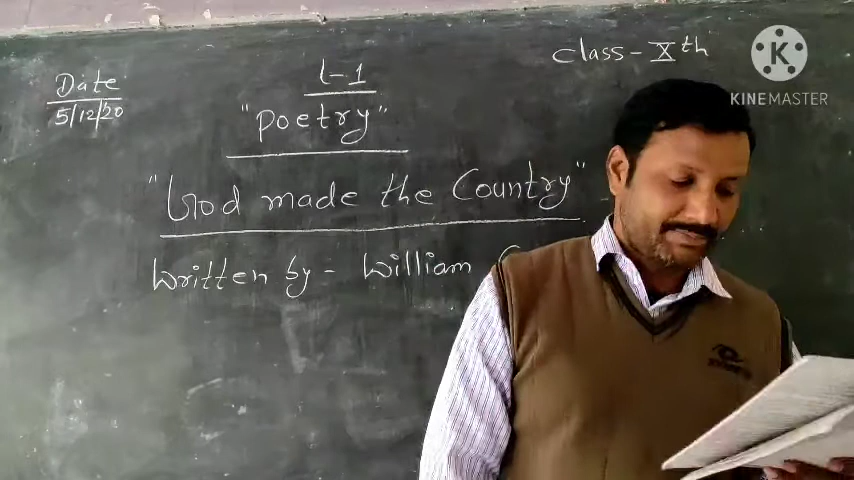 Date
5/12/20
L-1
class - Xth
"Poetry"
"God made the Country"
Written by - William
KINEMASTER